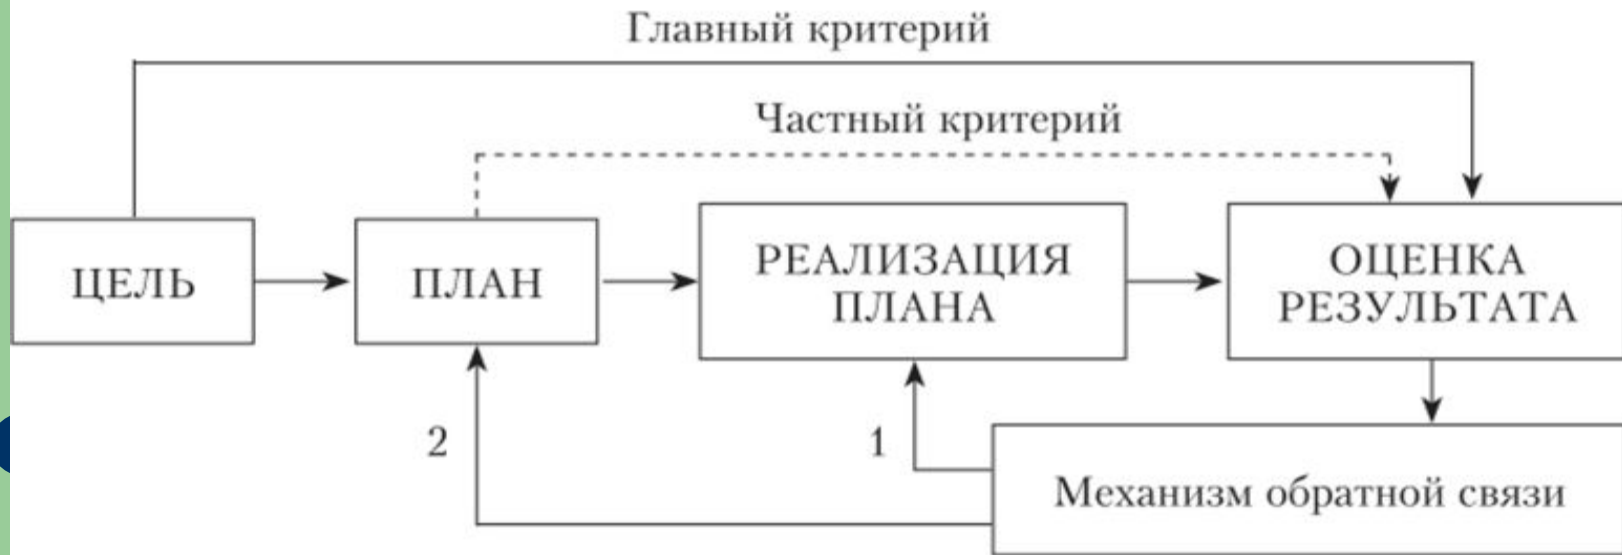 Главный критерий
Частный критерий
ЦЕЛЬ
ПЛАН
РЕАЛИЗАЦИЯ
ПЛАНА
ОЦЕНКА
РЕЗУЛЬТАТА
2
1
Механизм обратной связи